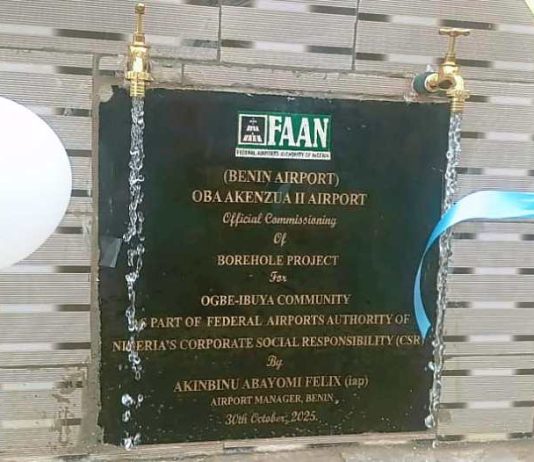 FAAN
FEDERAL AIRPORTS AUTHORITY OF NIGERIA
(BENIN AIRPORT)
OBA AKENZUA II AIRPORT
Official Commissioning
Of
BOREHOLE PROJECT
For
OGBE-IBUYA COMMUNITY
AS PART OF FEDERAL AIRPORTS AUTHORITY OF
NIGERIA'S CORPORATE SOCIAL RESPONSIBILITY (CSR
By
AKINBINU ABAYOMI FELIX (iap)
AIRPORT MANAGER, BENIN
30th October, 2025.